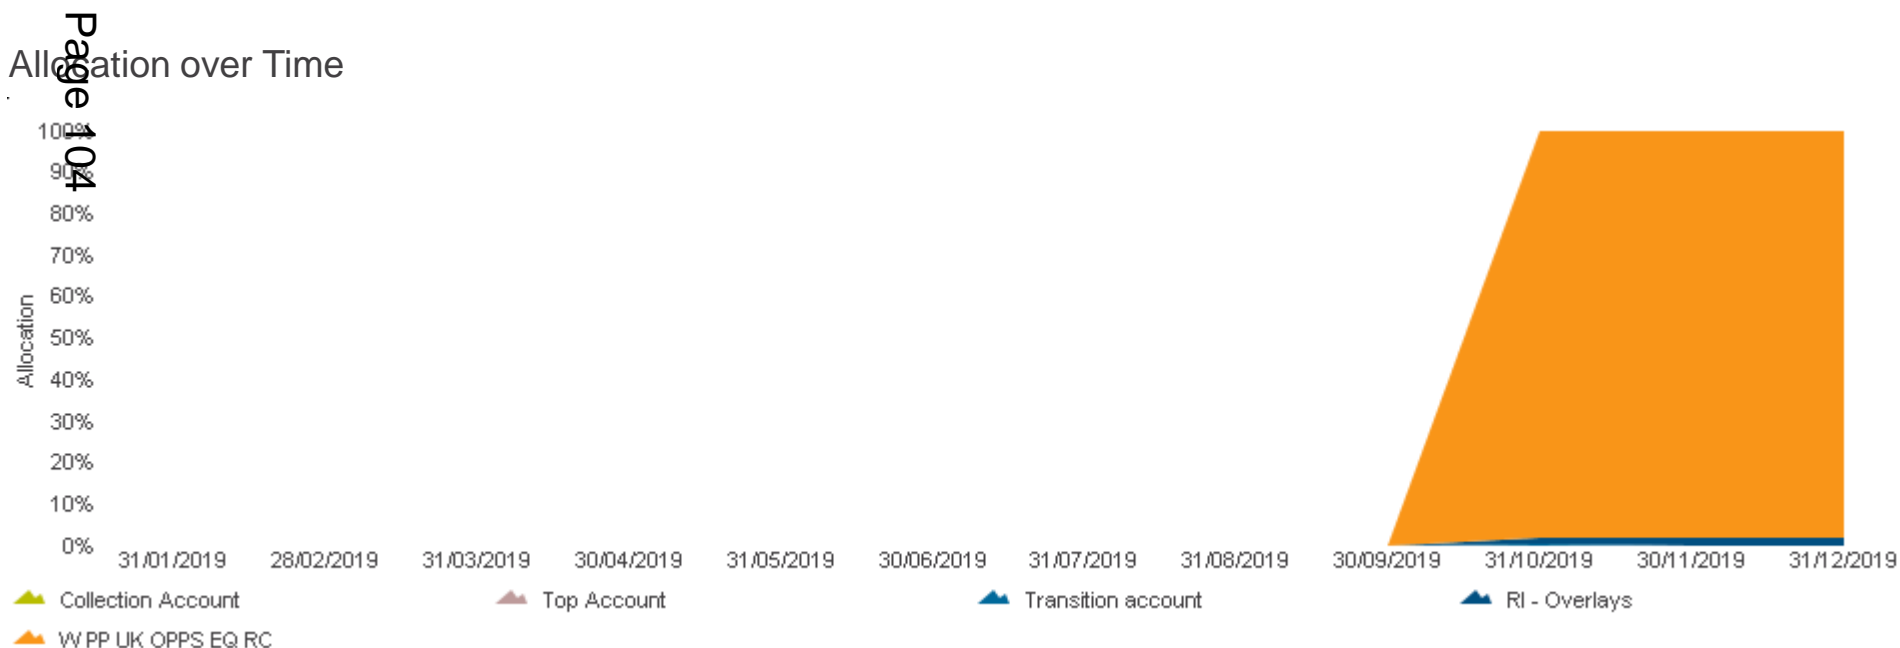 Page 104
Allocation over Time
100%
90%
80%
70%
60%
50%
40%
30%
20%
10%
0%
Allocation
31/01/2019 28/02/2019 31/03/2019 30/04/2019 31/05/2019 30/06/2019 31/07/2019 31/08/2019 30/09/2019 31/10/2019 30/11/2019 31/12/2019
Collection Account Top Account Transition account RI - Overlays
WPP UK OPPS EQ RC